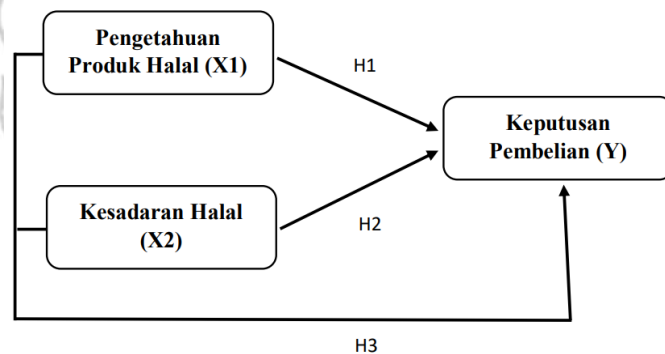 Pengetahuan
Produk Halal (X1)
H1
Keputusan
Pembelian (Y)
Kesadaran Halal
(X2)
H2
H3